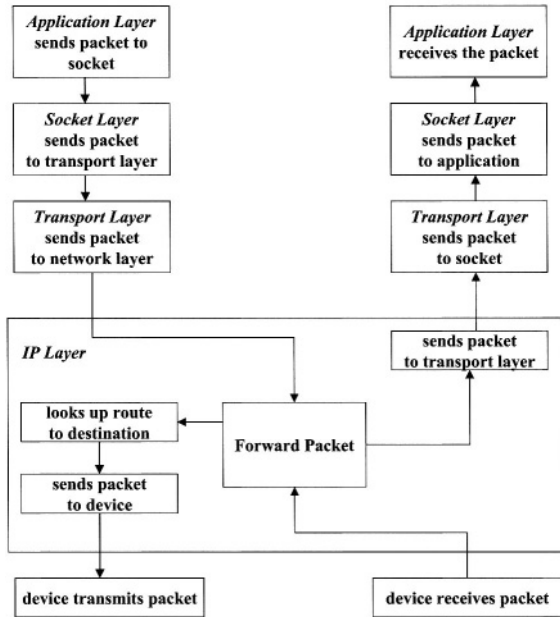 Application Layer
sends packet to
socket
Socket Layer
sends packet
to transport layer
Transport Layer
sends packet
to network layer
Application Layer
receives the packet
Socket Layer
sends packet
to application
Transport Layer
sends packet
to socket
IP Layer
sends packet
to transport layer
looks up route
to destination
Forward Packet
sends packet
to device
device transmits packet
device receives packet